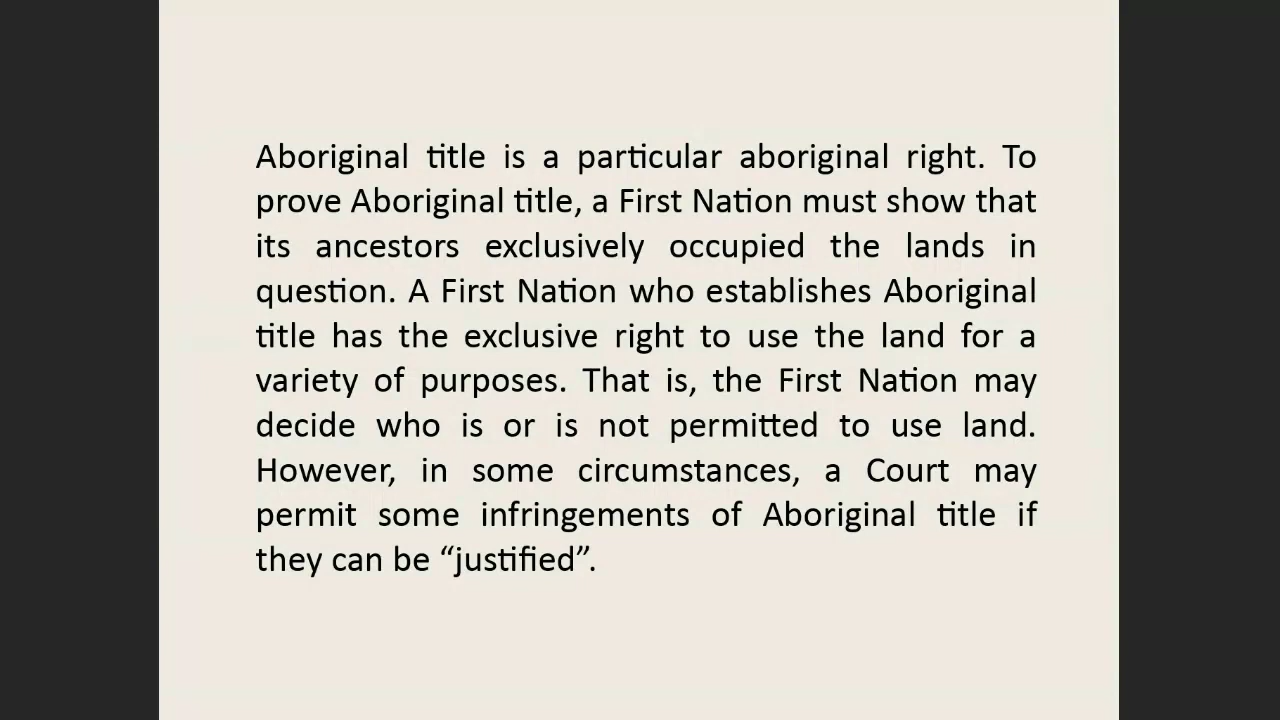 Aboriginal title is a particular aboriginal right. To
prove Aboriginal title, a First Nation must show that
its ancestors exclusively occupied the lands in
question. A First Nation who establishes Aboriginal
title has the exclusive right to use the land for a
variety of purposes. That is, the First Nation may
decide who is or is not permitted to use land.
However, in some circumstances, a Court may
permit some infringements of Aboriginal title if
they can be “justified”.